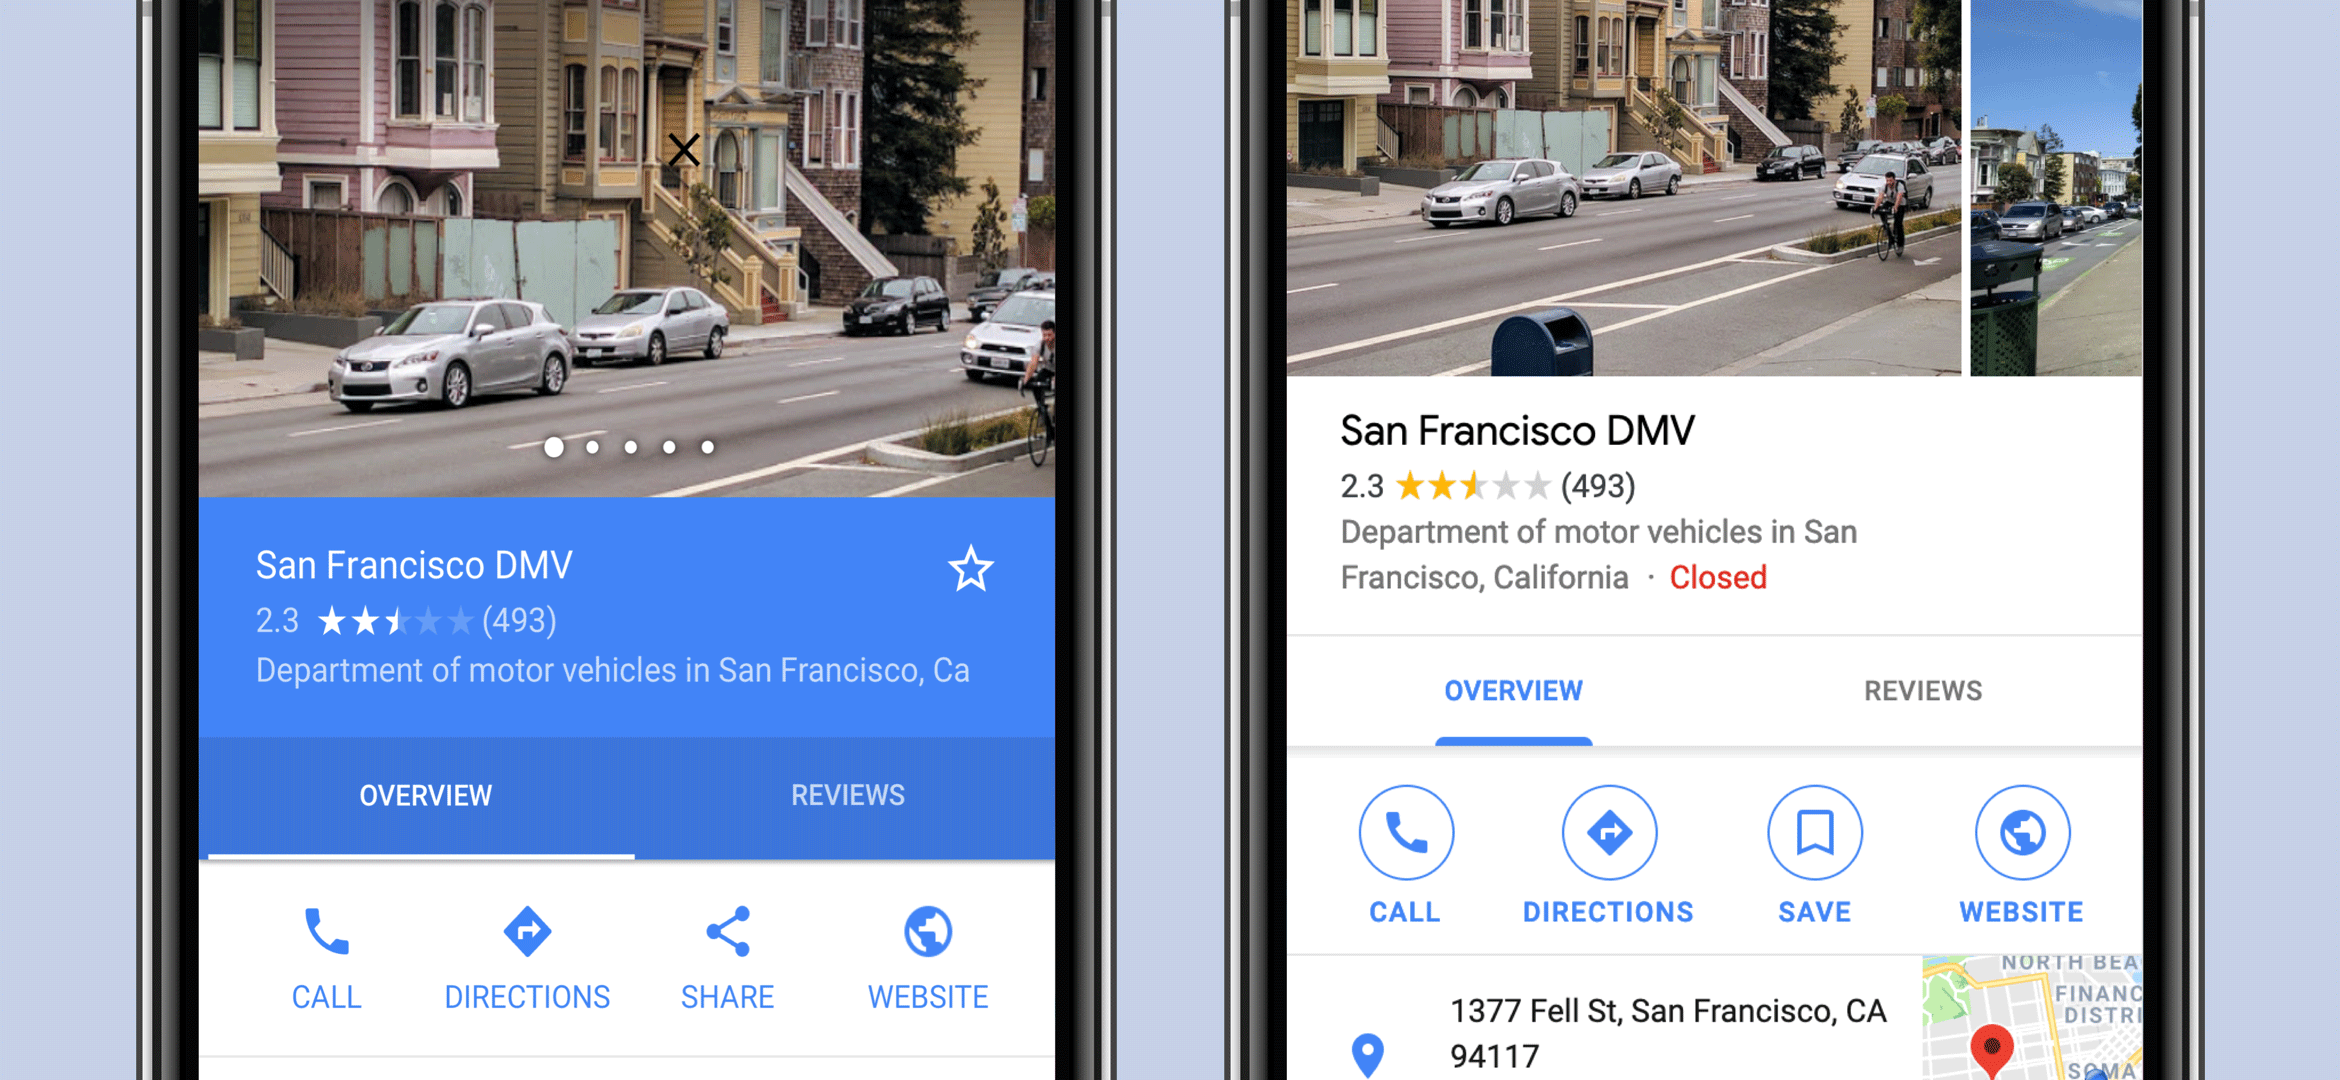 San Francisco DMV
2.3 (493)
Department of motor vehicles in San Francisco, Ca
OVERVIEW REVIEWS
CALL DIRECTIONS SHARE WEBSITE
San Francisco DMV
2.3 (493)
Department of motor vehicles in San
Francisco, California · Closed
OVERVIEW REVIEWS
CALL DIRECTIONS SAVE WEBSITE
1377 Fell St, San Francisco, CA
94117
NORTH BEA
FINANC
DISTRI
SOMA